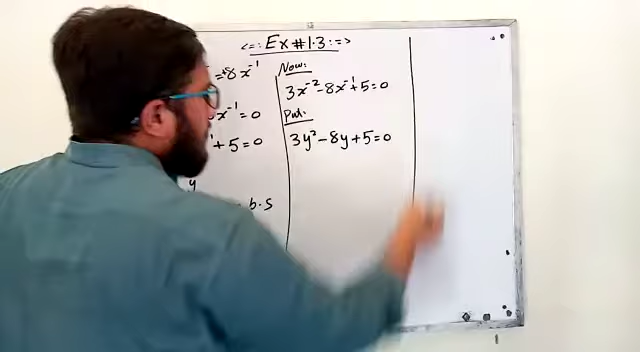 <=: Ex#1.3: =>
=+8x⁻¹
x⁻¹=0
+5=0
y
b.s
Now:
3x⁻²-8x⁻¹+5=0
Put:
3y²-8y+5=0